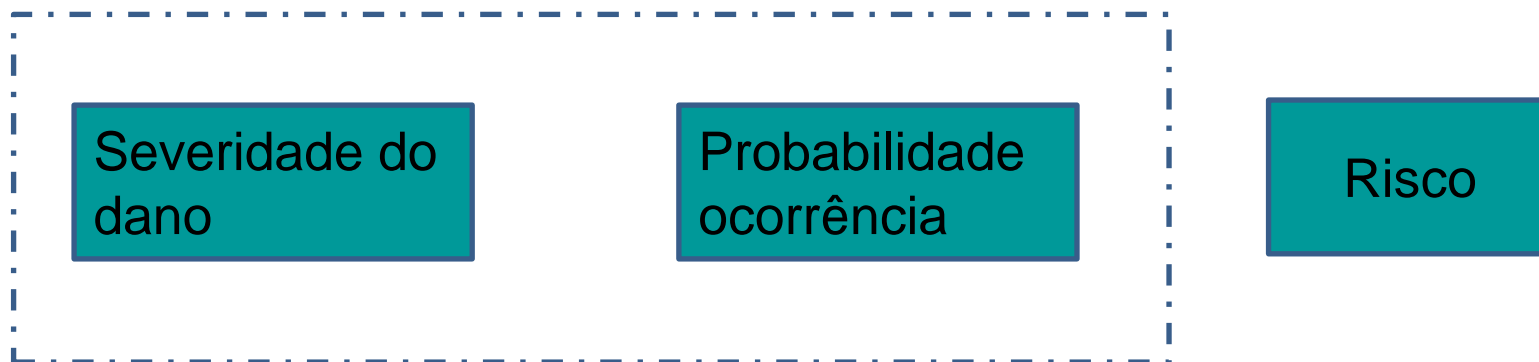 Severidade do
dano
Probabilidade
ocorrência
Risco